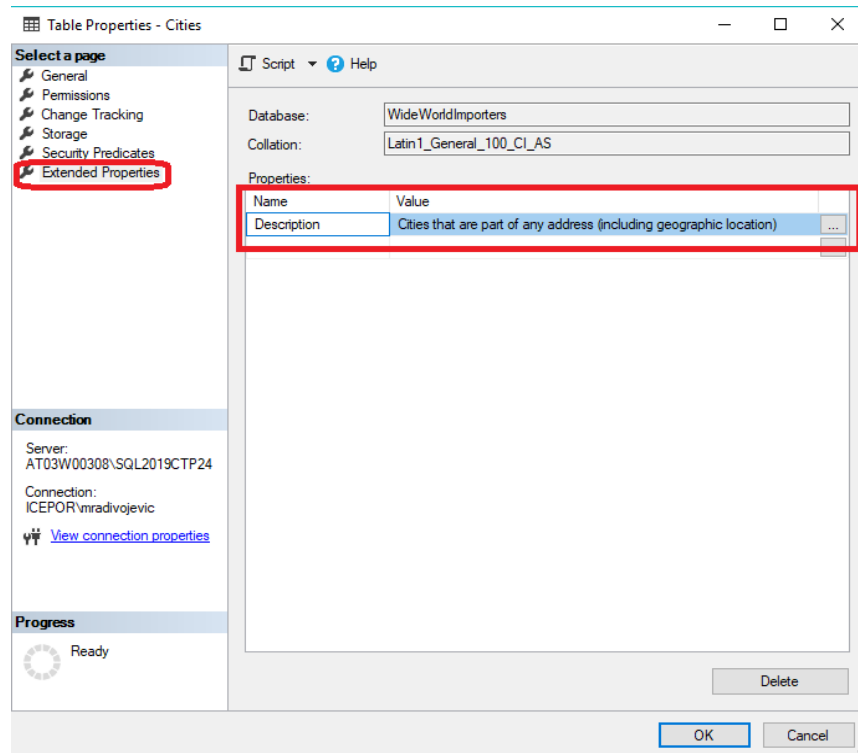 Table Properties - Cities
Select a page
General
Permissions
Change Tracking
Storage
Security Predicates
Extended Properties
Script
Help
Database:
WideWorldImporters
Collation:
Latin1_General_100_CI_AS
Properties:
Name Value
Description Cities that are part of any address (including geographic location) ...
Connection
Server:
AT03W00308\SQL2019CTP24
Connection:
ICEPOR\mradivojevic
View connection properties
Progress
Ready
Delete
OK
Cancel